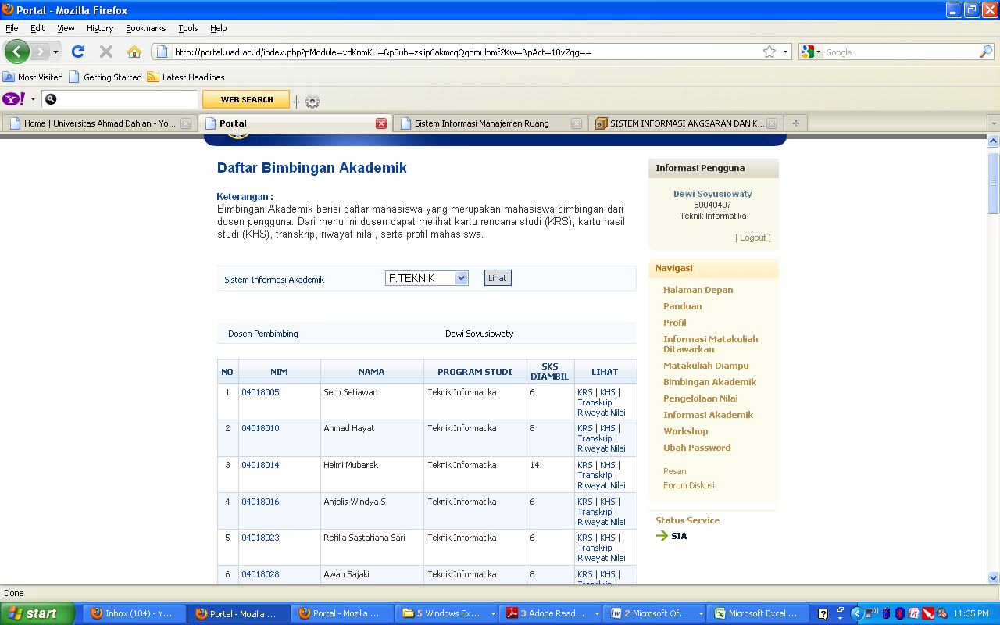 Portal - Mozilla Firefox
File Edit View History Bookmarks Tools Help
http://portal.uad.ac.id/index.php?pModule=xdKnmKU=&pSub=zsiip6akmcqQqdmulpmf2Kw=&pAct=18yZqg==
Google
Most Visited Getting Started Latest Headlines
Y! WEB SEARCH
Home | Universitas Ahmad Dahlan - Yo... Portal Sistem Informasi Manajemen Ruang SISTEM INFORMASI ANGGARAN DAN K...
Daftar Bimbingan Akademik
Keterangan :
Bimbingan Akademik berisi daftar mahasiswa yang merupakan mahasiswa bimbingan dari
dosen pengguna. Dari menu ini dosen dapat melihat kartu rencana studi (KRS), kartu hasil
studi (KHS), transkrip, riwayat nilai, serta profil mahasiswa.
Sistem Informasi Akademik F.TEKNIK Lihat
Dosen Pembimbing Dewi Soyusiowaty
NO NIM NAMA PROGRAM STUDI SKS DIAMBIL LIHAT
1 04018005 Seto Setiawan Teknik Informatika 6 KRS | KHS |
Transkrip |
Riwayat Nilai
2 04018010 Ahmad Hayat Teknik Informatika 8 KRS | KHS |
Transkrip |
Riwayat Nilai
3 04018014 Helmi Mubarak Teknik Informatika 14 KRS | KHS |
Transkrip |
Riwayat Nilai
4 04018016 Anjelis Windya S Teknik Informatika 6 KRS | KHS |
Transkrip |
Riwayat Nilai
5 04018023 Refilia Sastafiana Sari Teknik Informatika 6 KRS | KHS |
Transkrip |
Riwayat Nilai
6 04018028 Awan Sajaki Teknik Informatika 8 KRS | KHS |
Transkrip |
Informasi Pengguna
Dewi Soyusiowaty
60040497
Teknik Informatika
[ Logout ]
Navigasi
Halaman Depan
Panduan
Profil
Informasi Matakuliah
Ditawarkan
Matakuliah Diampu
Bimbingan Akademik
Pengelolaan Nilai
Informasi Akademik
Workshop
Ubah Password
Pesan
Forum Diskusi
Status Service
SIA
Done
start Inbox (104) - Y... Portal - Mozilla ... Portal - Mozilla ... 5 Windows Ex... 3 Adobe Read... 2 Microsoft Of... Microsoft Excel ... 11:35 PM